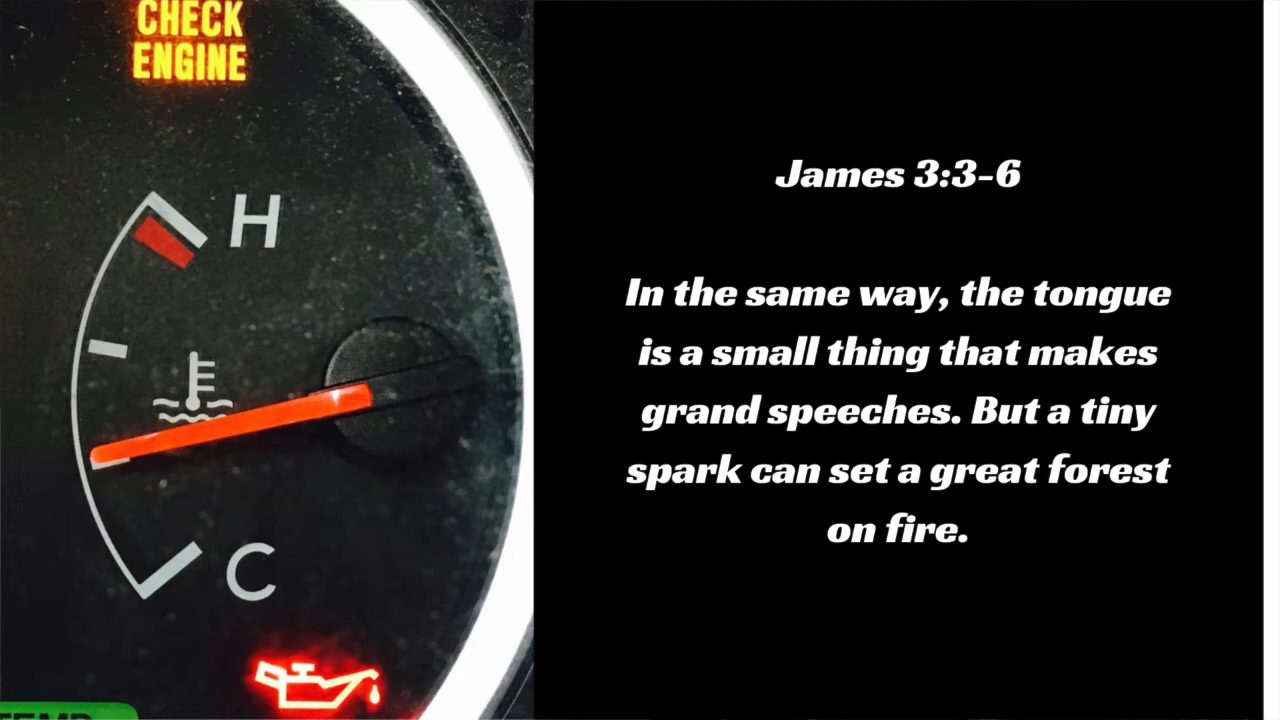 CHECK
ENGINE
H
C
TEMP
James 3:3-6
In the same way, the tongue
is a small thing that makes
grand speeches. But a tiny
spark can set a great forest
on fire.